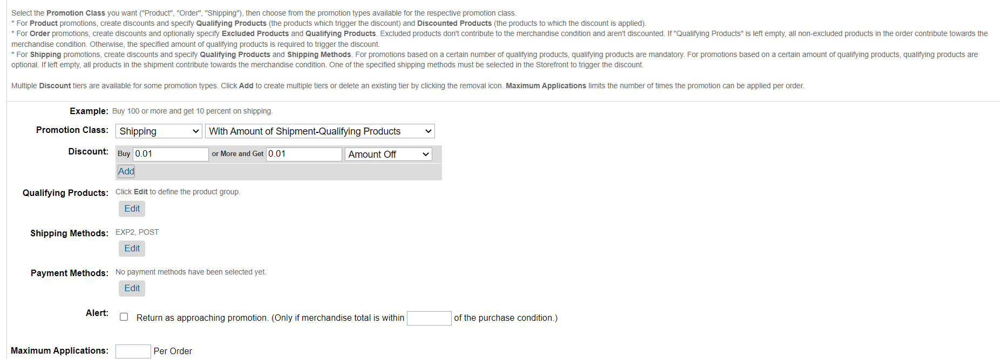 Select the Promotion Class you want ("Product", "Order", "Shipping"), then choose from the promotion types available for the respective promotion class.
* For Product promotions, create discounts and specify Qualifying Products (the products which trigger the discount) and Discounted Products (the products to which the discount is applied).
* For Order promotions, create discounts and optionally specify Excluded Products and Qualifying Products. Excluded products don't contribute to the merchandise condition and aren't discounted. If "Qualifying Products" is left empty, all non-excluded products in the order contribute towards the
merchandise condition. Otherwise, the specified amount of qualifying products is required to trigger the discount.
* For Shipping promotions, create discounts and specify Qualifying Products and Shipping Methods. For promotions based on a certain number of qualifying products, qualifying products are mandatory. For promotions based on a certain amount of qualifying products, qualifying products are
optional. If left empty, all products in the shipment contribute towards the merchandise condition. One of the specified shipping methods must be selected in the Storefront to trigger the discount.
Multiple Discount tiers are available for some promotion types. Click Add to create multiple tiers or delete an existing tier by clicking the removal icon. Maximum Applications limits the number of times the promotion can be applied per order.
Example: Buy 100 or more and get 10 percent on shipping.
Promotion Class: Shipping With Amount of Shipment-Qualifying Products
Discount: Buy 0.01 or More and Get 0.01 Amount Off
Add
Qualifying Products: Click Edit to define the product group.
Edit
Shipping Methods: EXP2, POST
Edit
Payment Methods: No payment methods have been selected yet.
Edit
Alert: Return as approaching promotion. (Only if merchandise total is within of the purchase condition.)
Maximum Applications: Per Order